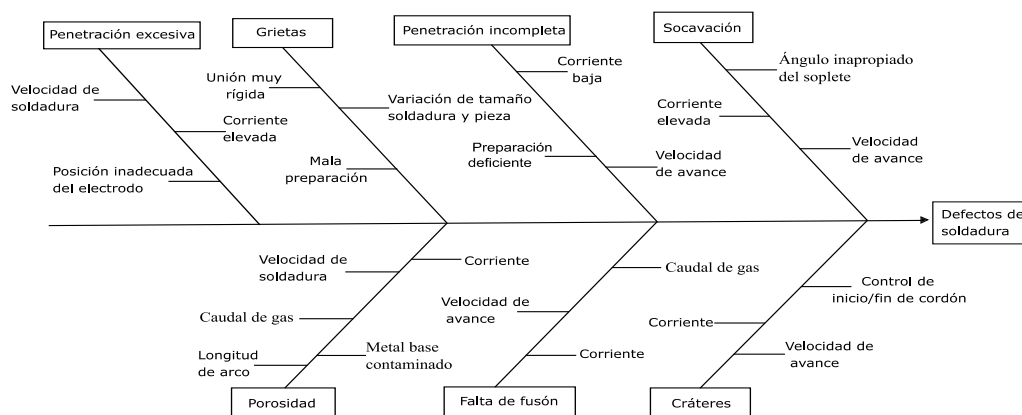 Penetración excesiva
Grietas
Penetración incompleta
Socavación
Velocidad de
soldadura
Corriente
elevada
Posición inadecuada
del electrodo
Unión muy
rígida
Variación de tamaño
soldadura y pieza
Mala
preparación
Corriente
baja
Preparación
deficiente
Velocidad
de avance
Ángulo inapropiado
del soplete
Corriente
elevada
Velocidad
de avance
Defectos de
soldadura
Velocidad de
soldadura
Corriente
Caudal de gas
Longitud
de arco
Metal base
contaminado
Caudal de gas
Velocidad de
avance
Corriente
Control de
inicio/fin de cordón
Corriente
Velocidad de
avance
Porosidad
Falta de fusón
Cráteres